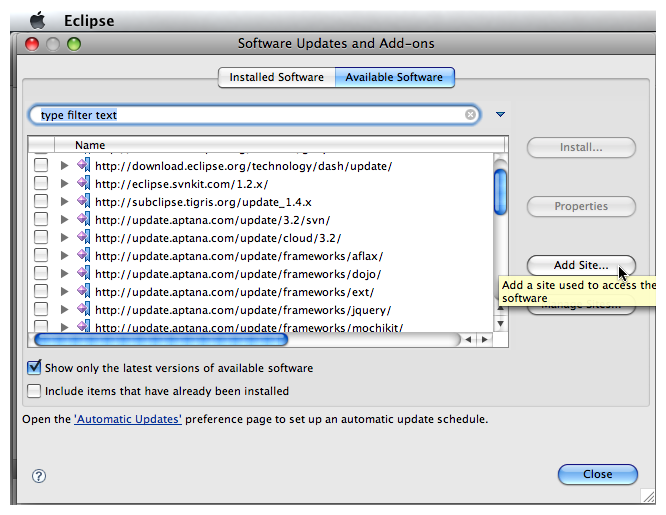 Eclipse
Software Updates and Add-ons
Installed Software
Available Software
type filter text
Name
http://download.eclipse.org/technology/dash/update/
http://eclipse.svnkit.com/1.2.x/
http://subclipse.tigris.org/update_1.4.x
http://update.aptana.com/update/3.2/svn/
http://update.aptana.com/update/cloud/3.2/
http://update.aptana.com/update/frameworks/aflax/
http://update.aptana.com/update/frameworks/dojo/
http://update.aptana.com/update/frameworks/ext/
http://update.aptana.com/update/frameworks/jquery/
http://update.aptana.com/update/frameworks/mochikit/
Install...
Properties
Add Site...
Add a site used to access the
software
Manage Sites...
Show only the latest versions of available software
Include items that have already been installed
Open the 'Automatic Updates' preference page to set up an automatic update schedule.
?
Close